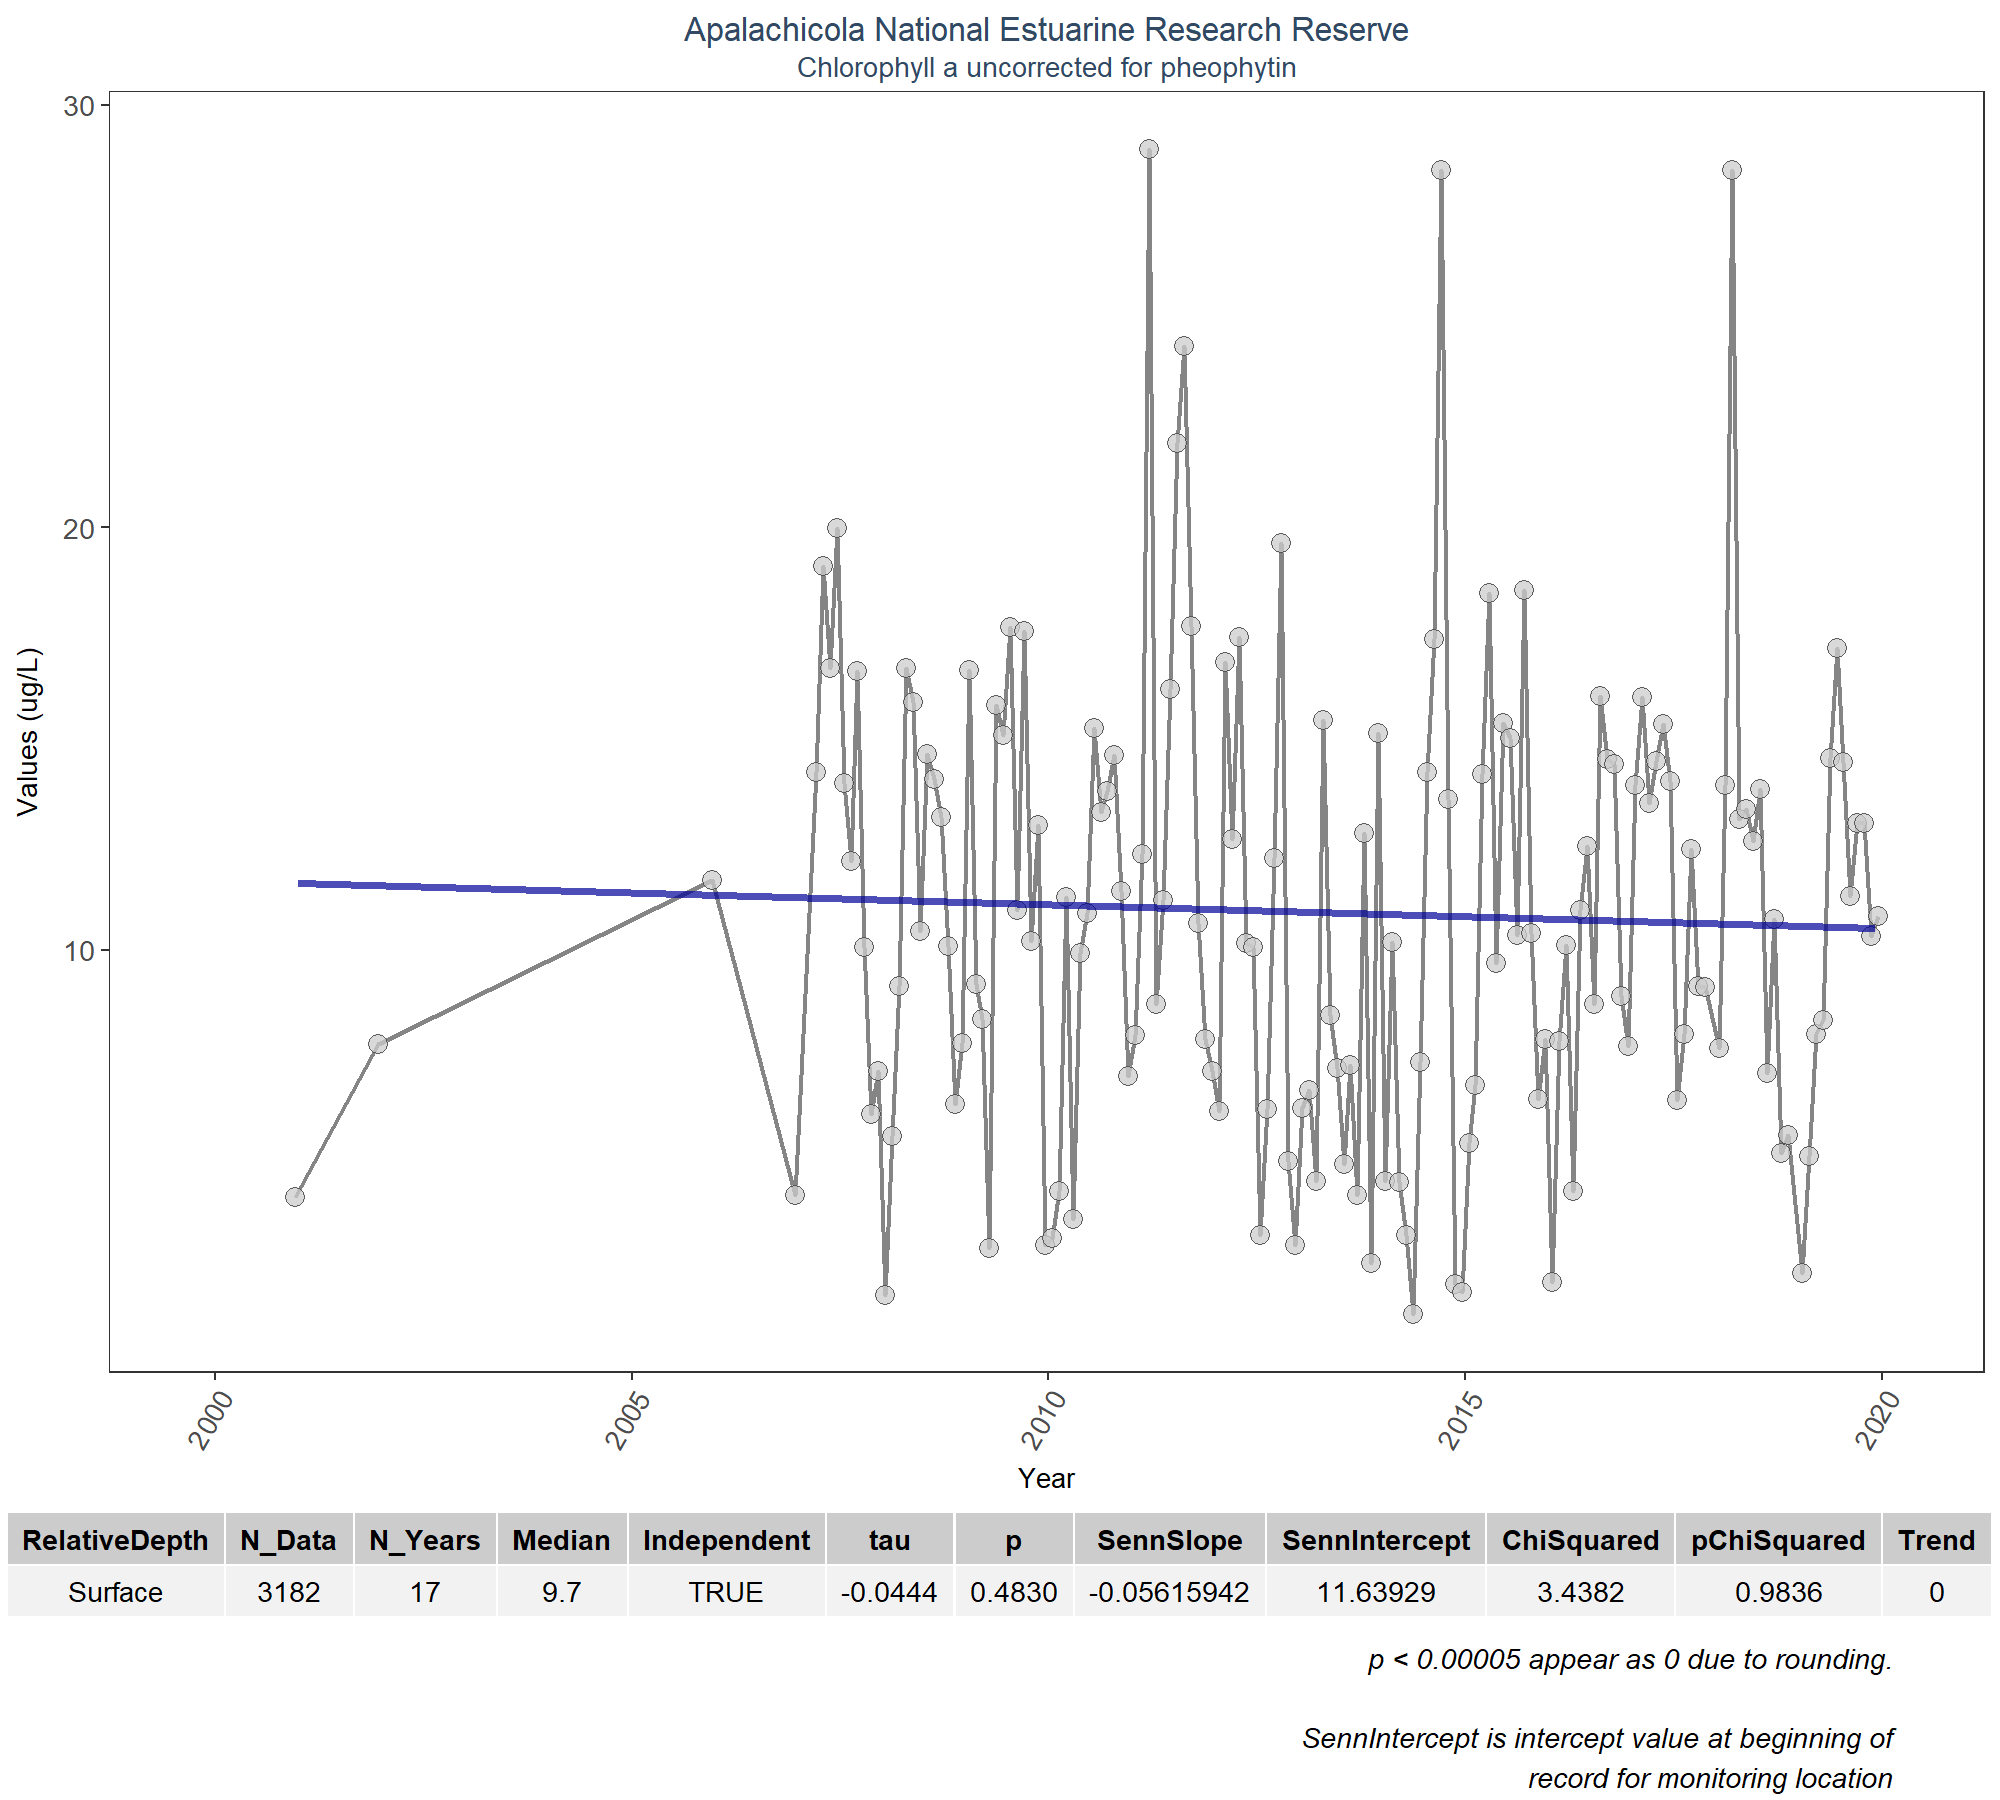 Apalachicola National Estuarine Research Reserve
Chlorophyll a uncorrected for pheophytin
30
20
10
Values (ug/L)
2000 2005 2010 2015 2020
Year
RelativeDepth N_Data N_Years Median Independent tau p SennSlope SennIntercept ChiSquared pChiSquared Trend
Surface 3182 17 9.7 TRUE -0.0444 0.4830 -0.05615942 11.63929 3.4382 0.9836 0
p < 0.00005 appear as 0 due to rounding.
SennIntercept is intercept value at beginning of
record for monitoring location